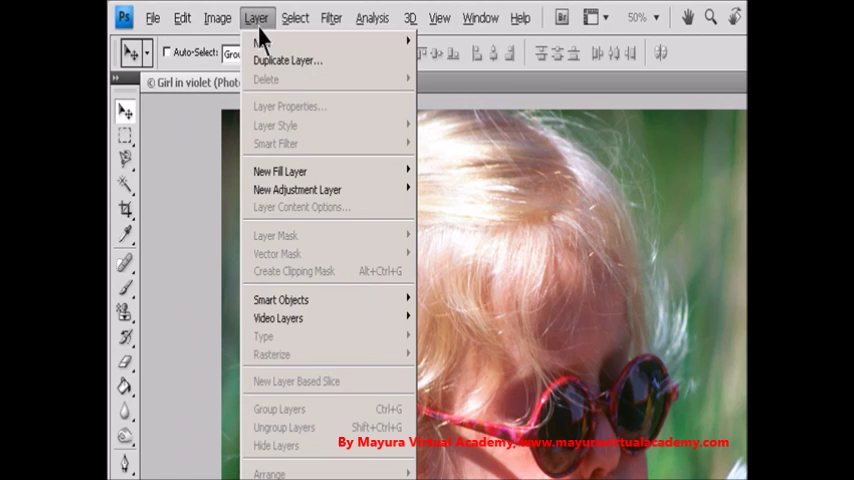 Ps File Edit Image Layer Select Filter Analysis 3D View Window Help Br 50%
Auto-Select: Grou
© Girl in violet (Phot
Duplicate Layer...
Delete
Layer Properties...
Layer Style
Smart Filter
New Fill Layer
New Adjustment Layer
Layer Content Options...
Layer Mask
Vector Mask
Create Clipping Mask Alt+Ctrl+G
Smart Objects
Video Layers
Type
Rasterize
New Layer Based Slice
Group Layers Ctrl+G
Ungroup Layers Shift+Ctrl+G
Hide Layers
By Mayura Virtual Academy, www.mayuravirtualacademy.com
Arrange